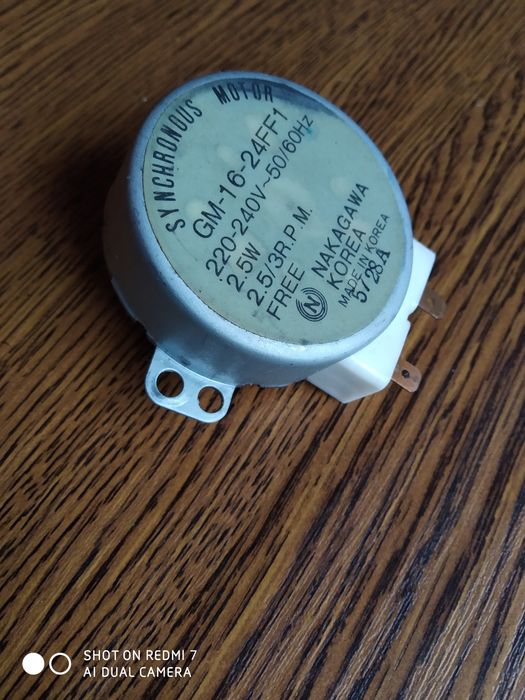 SYNCHRONOUS MOTOR
GM-16-24FF1
220-240V~50/60Hz
2.5W
2.5/3R.P.M.
FREE
N NAKAGAWA
KOREA
MADE IN KOREA
5728A
SHOT ON REDMI 7
AI DUAL CAMERA